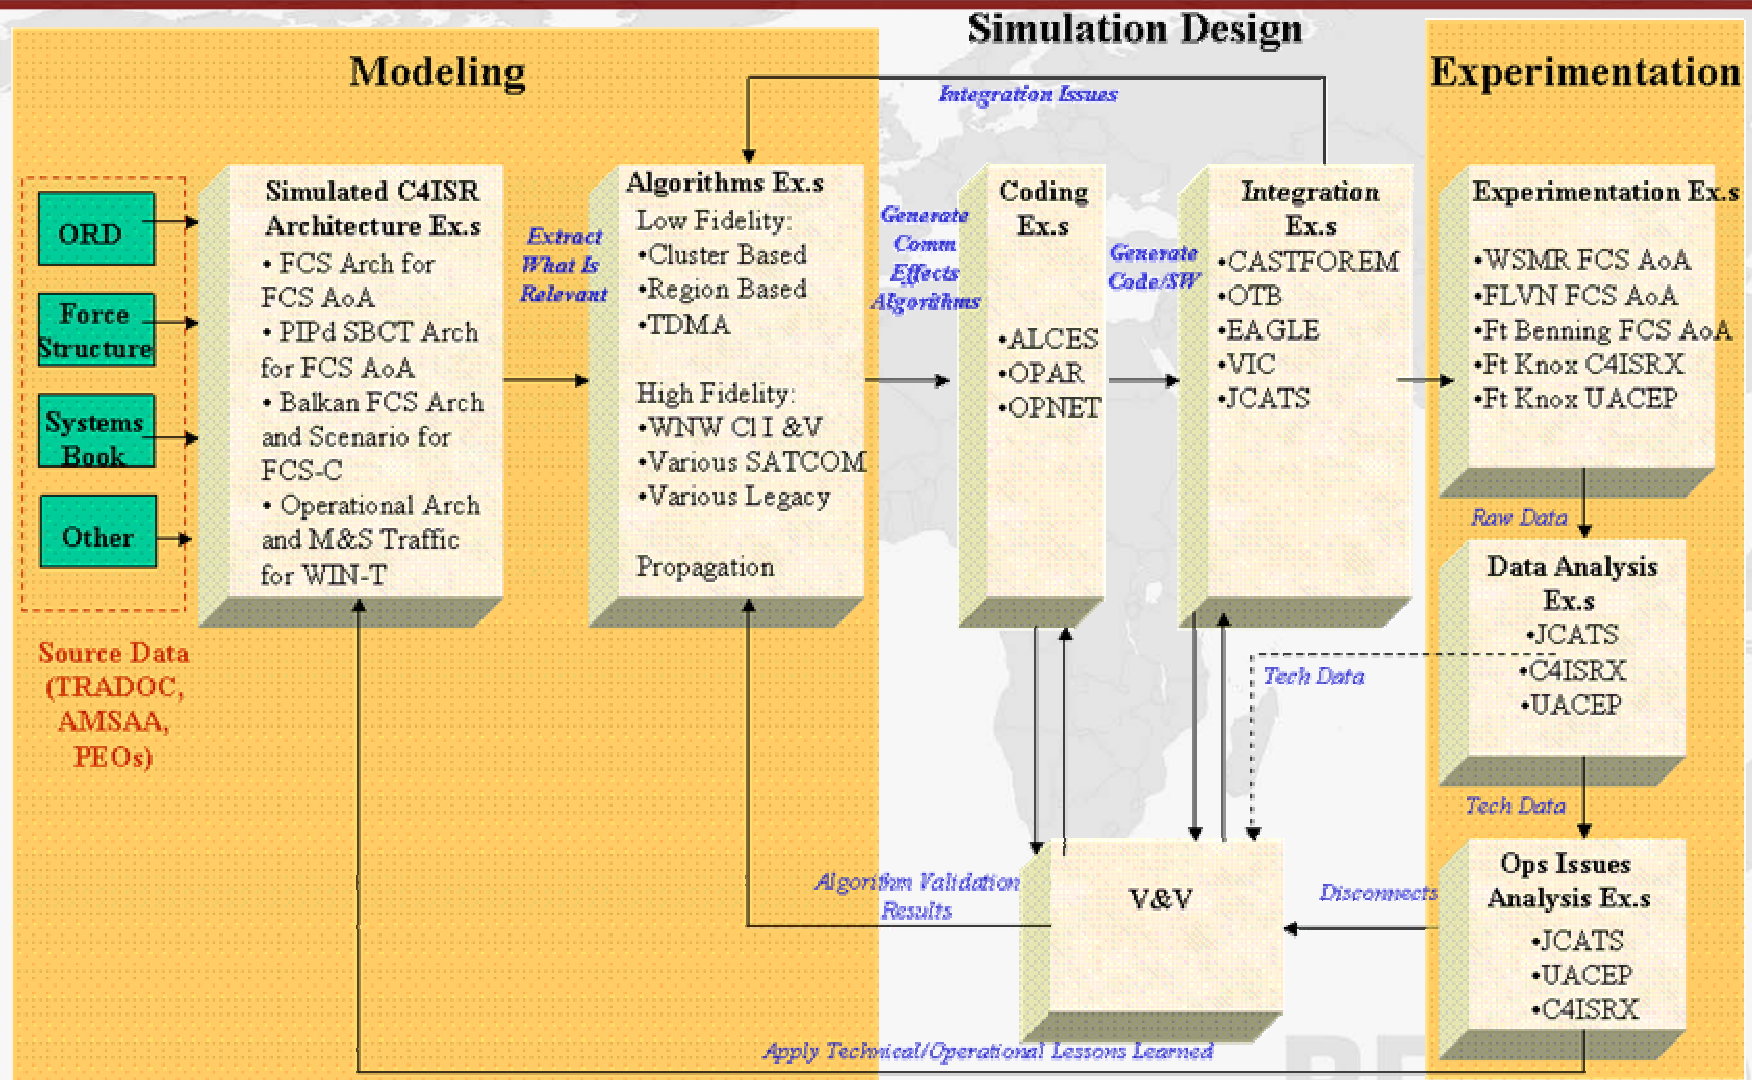 Simulation Design
Modeling
Experimentation
Integration Issues
ORD
Force
Structure
Systems
Book
Other
Source Data
(TRADOC,
AMSAA,
PEOs)
Simulated C4ISR
Architecture Ex.s
• FCS Arch for
FCS AoA
• PIPd SBCT Arch
for FCS AoA
• Balkan FCS Arch
and Scenario for
FCS-C
• Operational Arch
and M&S Traffic
for WIN-T
Extract
What Is
Relevant
Algorithms Ex.s
Low Fidelity:
•Cluster Based
•Region Based
•TDMA
High Fidelity:
•WNW Cl I &V
•Various SATCOM
•Various Legacy
Propagation
Generate
Comm
Effects
Algorithms
Coding
Ex.s
•ALCES
•OPAR
•OPNET
Generate
Code/SW
Integration
Ex.s
•CASTFOREM
•OTB
•EAGLE
•VIC
•JCATS
Experimentation Ex.s
•WSMR FCS AoA
•FLVN FCS AoA
•Ft Benning FCS AoA
•Ft Knox C4ISRX
•Ft Knox UACEP
Raw Data
Data Analysis
Ex.s
•JCATS
•C4ISRX
•UACEP
Tech Data
Tech Data
Ops Issues
Analysis Ex.s
•JCATS
•UACEP
•C4ISRX
Disconnects
V&V
Algorithm Validation
Results
Apply Technical/Operational Lessons Learned